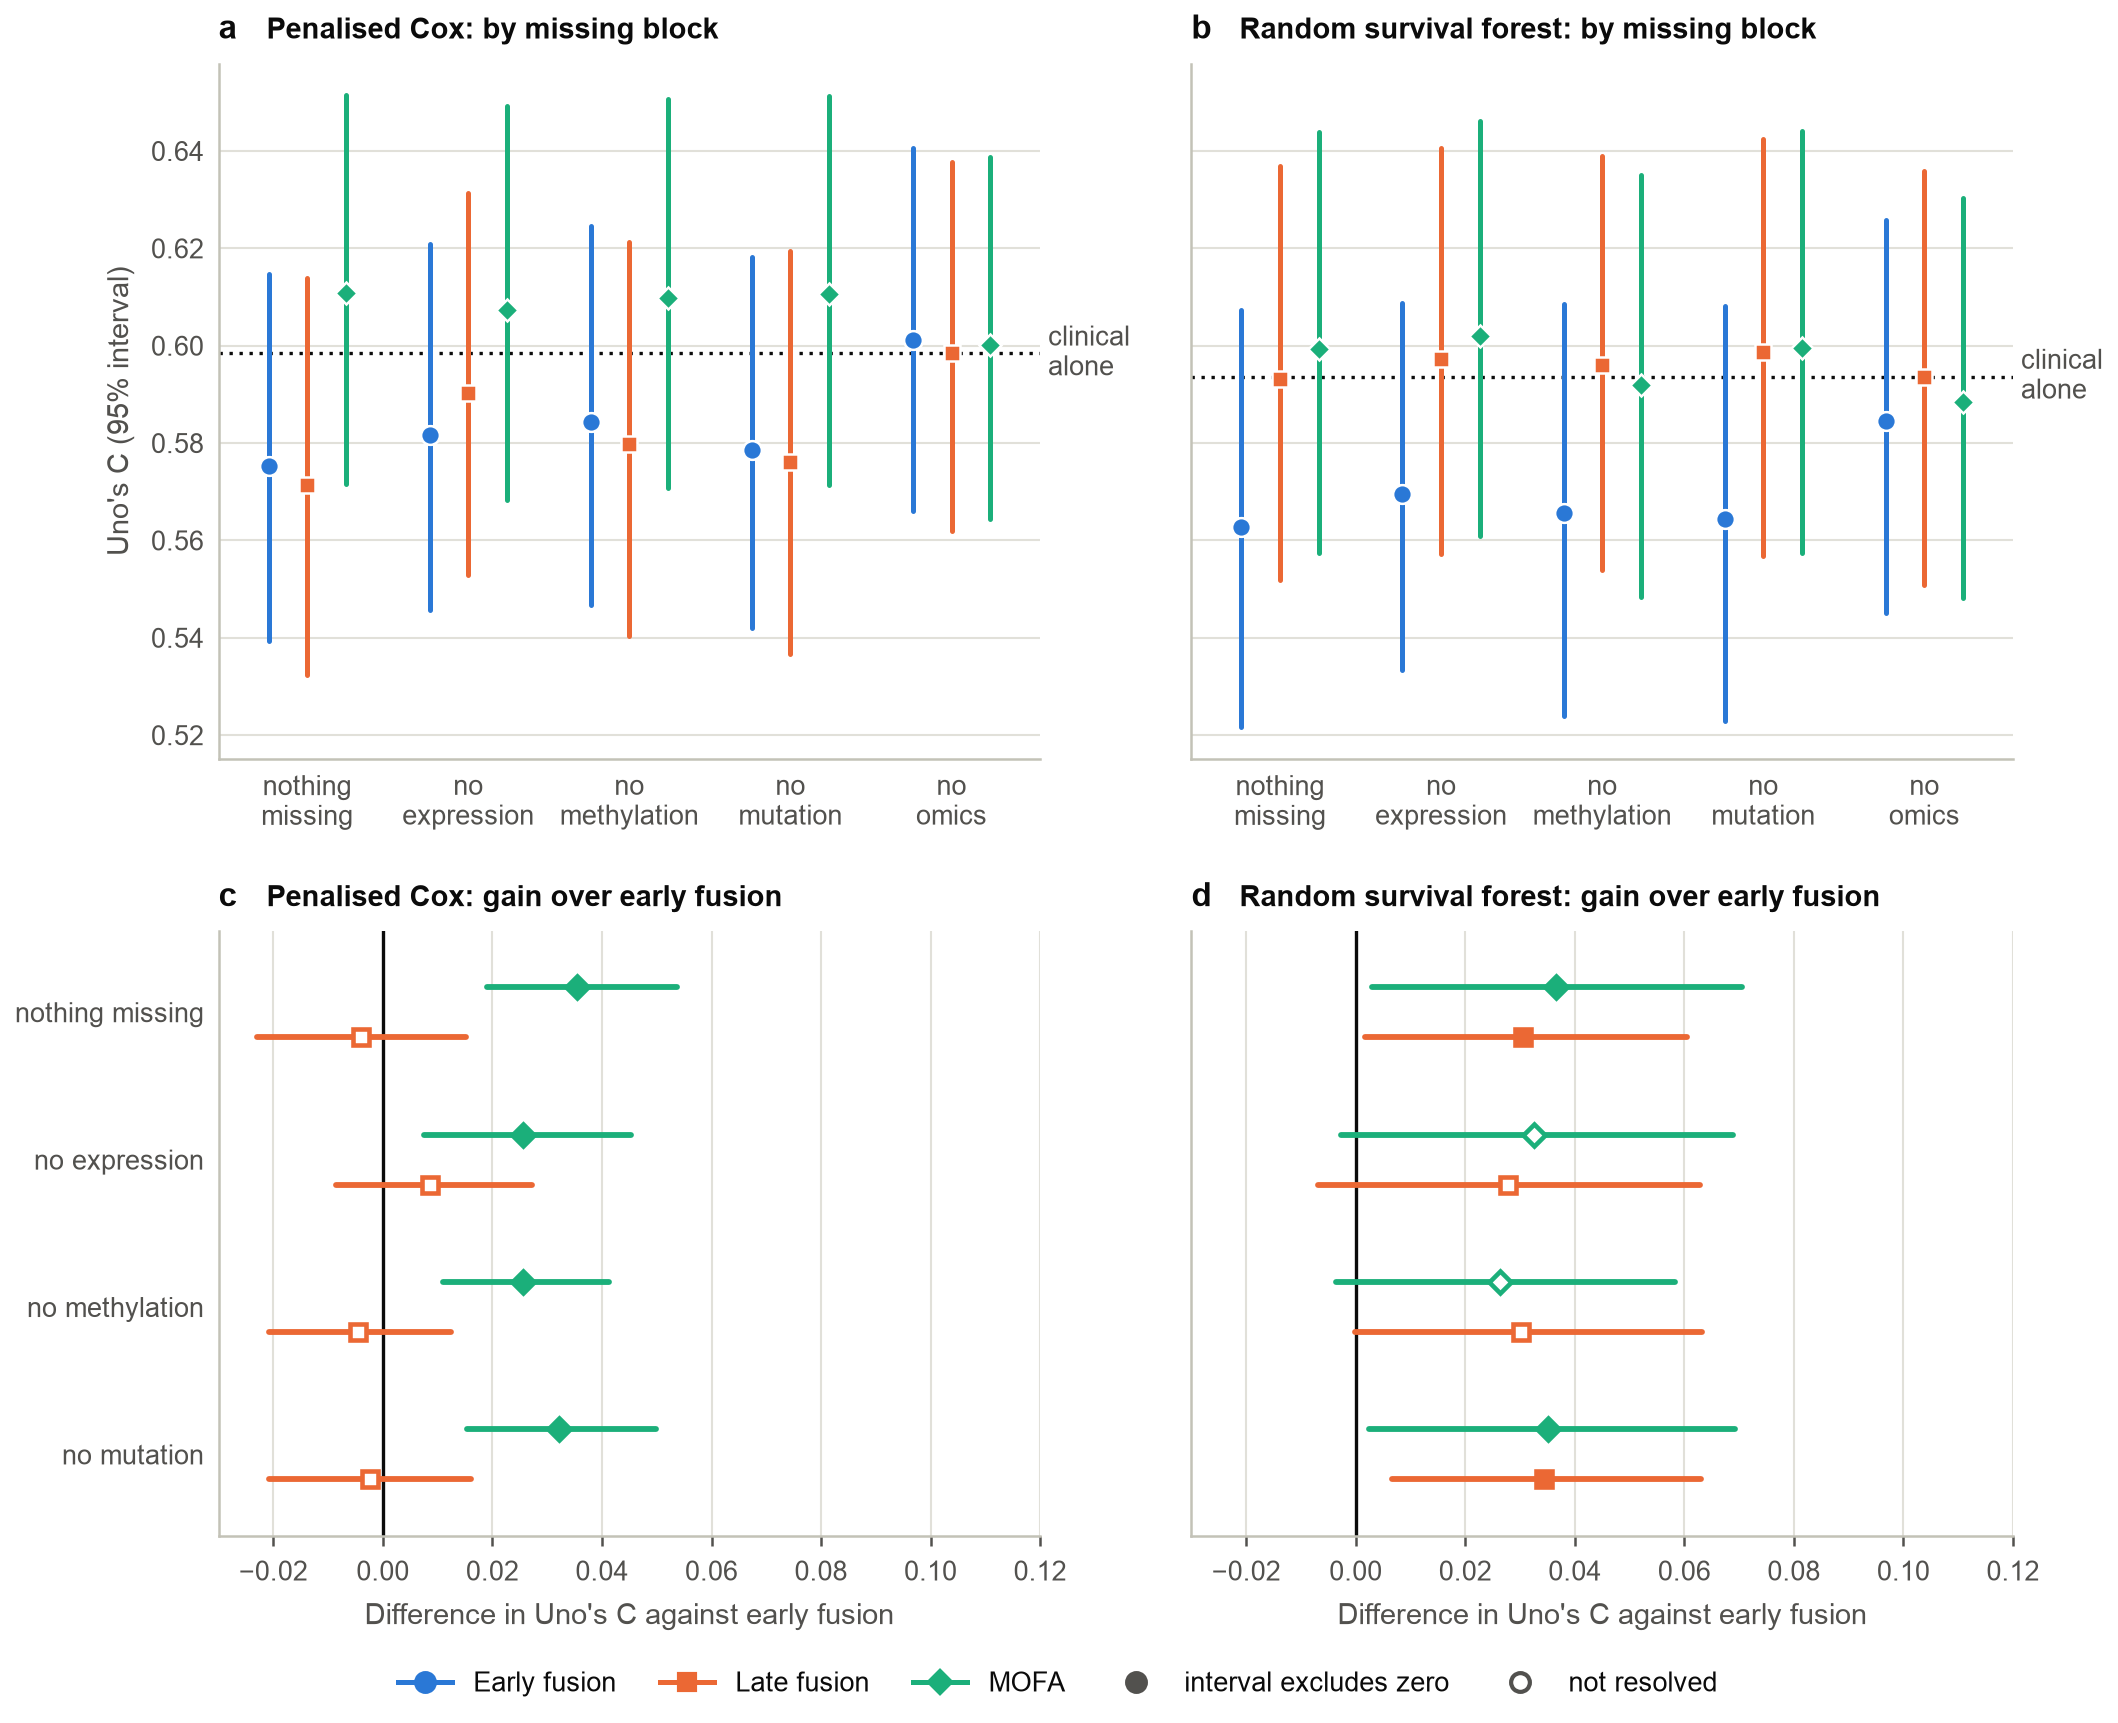 a Penalised Cox: by missing block
b Random survival forest: by missing block
Uno's C (95% interval)
0.64
0.62
0.60
0.58
0.56
0.54
0.52
clinical
alone
clinical
alone
nothing
missing
no
expression
no
methylation
no
mutation
no
omics
nothing
missing
no
expression
no
methylation
no
mutation
no
omics
c Penalised Cox: gain over early fusion
d Random survival forest: gain over early fusion
nothing missing
no expression
no methylation
no mutation
−0.02 0.00 0.02 0.04 0.06 0.08 0.10 0.12
−0.02 0.00 0.02 0.04 0.06 0.08 0.10 0.12
Difference in Uno's C against early fusion
Difference in Uno's C against early fusion
Early fusion Late fusion MOFA interval excludes zero not resolved